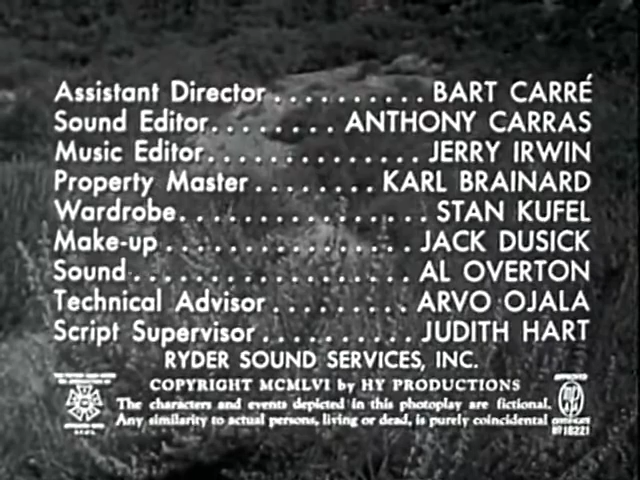 Assistant Director . . . . . . . . . . BART CARRÉ
Sound Editor. . . . . . . . ANTHONY CARRAS
Music Editor. . . . . . . . . . . . . . . JERRY IRWIN
Property Master . . . . . . . . KARL BRAINARD
Wardrobe. . . . . . . . . . . . . . . . . STAN KUFEL
Make-up . . . . . . . . . . . . . . . . . JACK DUSICK
Sound. . . . . . . . . . . . . . . . . . . AL OVERTON
Technical Advisor . . . . . . . . . ARVO OJALA
Script Supervisor . . . . . . . . . . JUDITH HART
RYDER SOUND SERVICES, INC.
COPYRIGHT MCMLVI by HY PRODUCTIONS
The characters and events depicted in this photoplay are fictional.
Any similarity to actual persons, living or dead, is purely coincidental